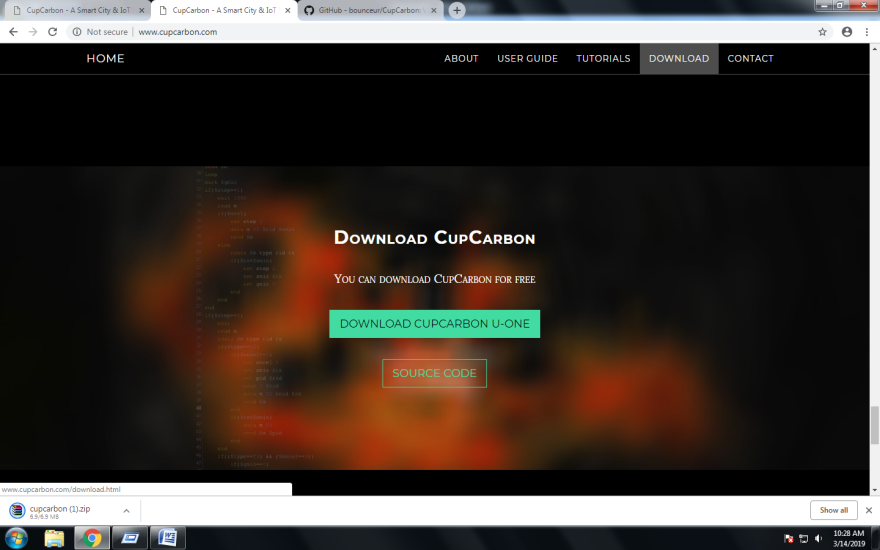 CupCarbon - A Smart City & IoT
CupCarbon - A Smart City & IoT
GitHub - bounceur/CupCarbon:
Not secure | www.cupcarbon.com
HOME
ABOUT
USER GUIDE
TUTORIALS
DOWNLOAD
CONTACT
Download CupCarbon
You can download CupCarbon for free
DOWNLOAD CUPCARBON U-ONE
SOURCE CODE
www.cupcarbon.com/download.html
cupcarbon (1).zip
6.9/6.9 MB
Show all
10:28 AM
3/14/2019